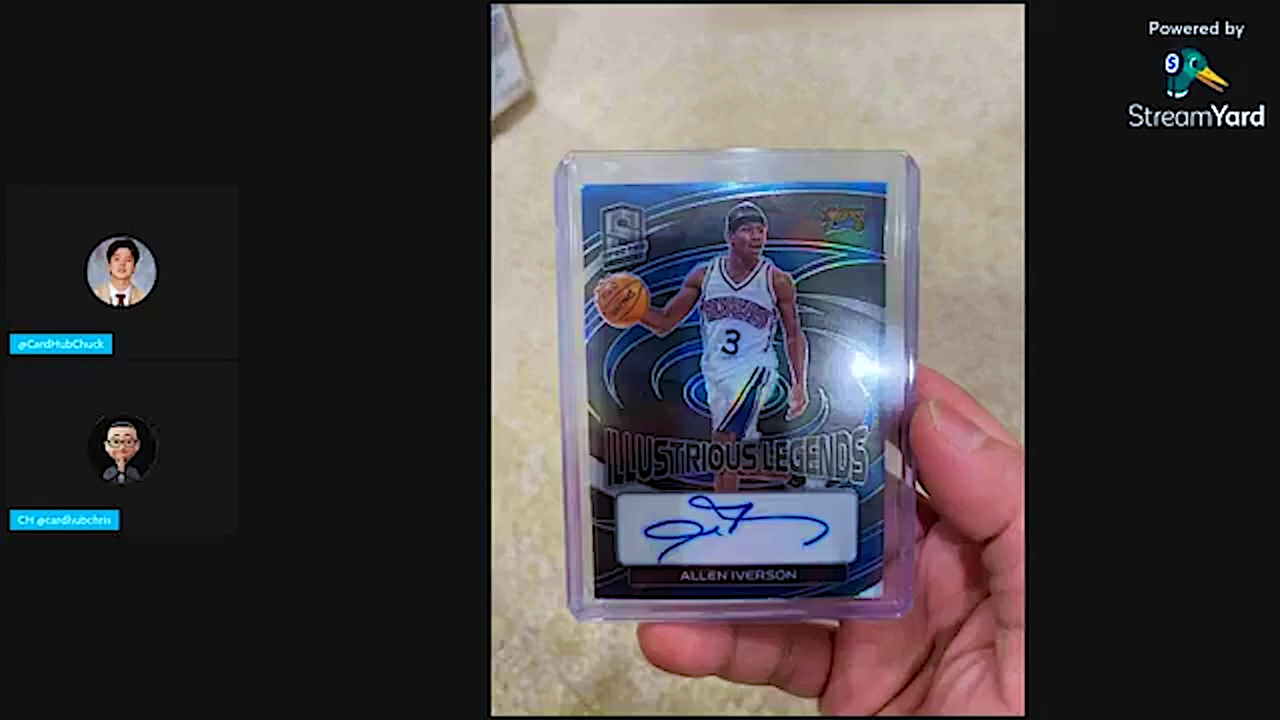 Powered by
StreamYard
@CardHubChuck
CH @cardhubchris
3
ILLUSTRIOUS LEGENDS
ALLEN IVERSON